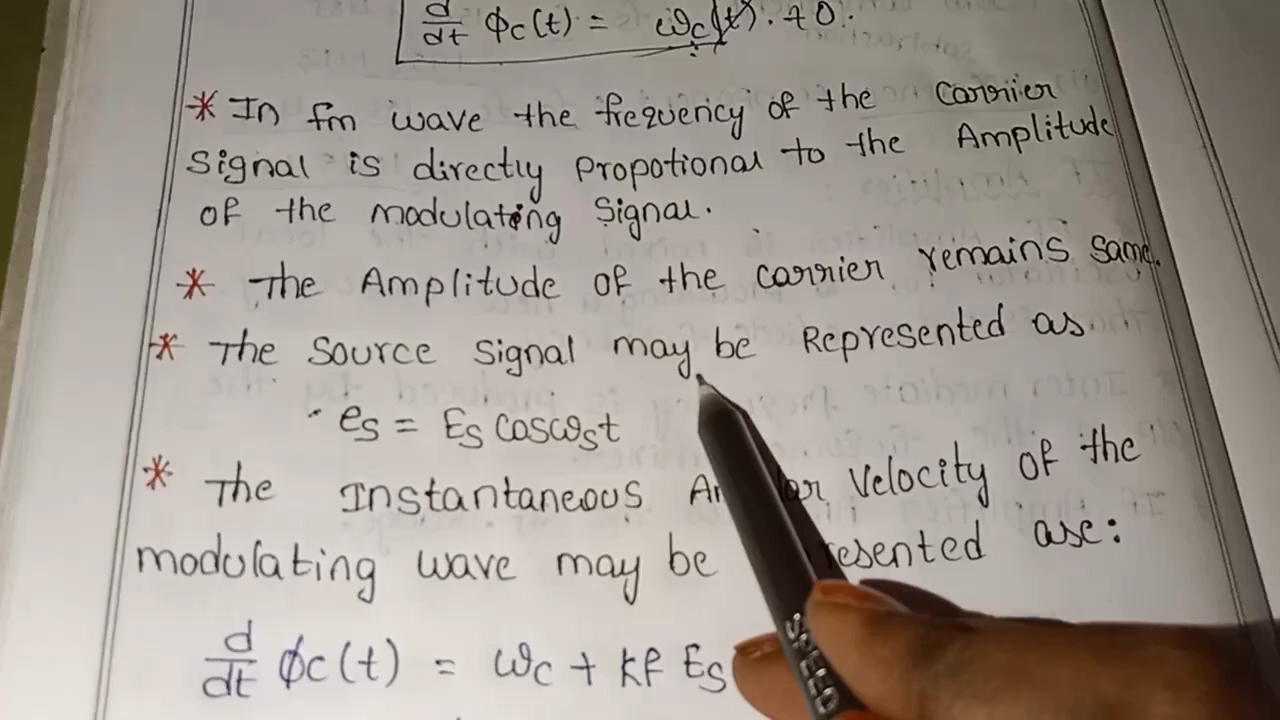 d/dt ϕc(t) = ωc(t). + 0.
* In fm wave the frequency of the carrier
signal is directly propotional to the Amplitude
of the modulating signal.
* The Amplitude of the carrier remains same.
* The source signal may be Represented as
es = Es cosωst
* The Instantaneous velocity of the
modulating wave may be ase:
d/dt ϕc(t) = ωc + kf Es
SPEED